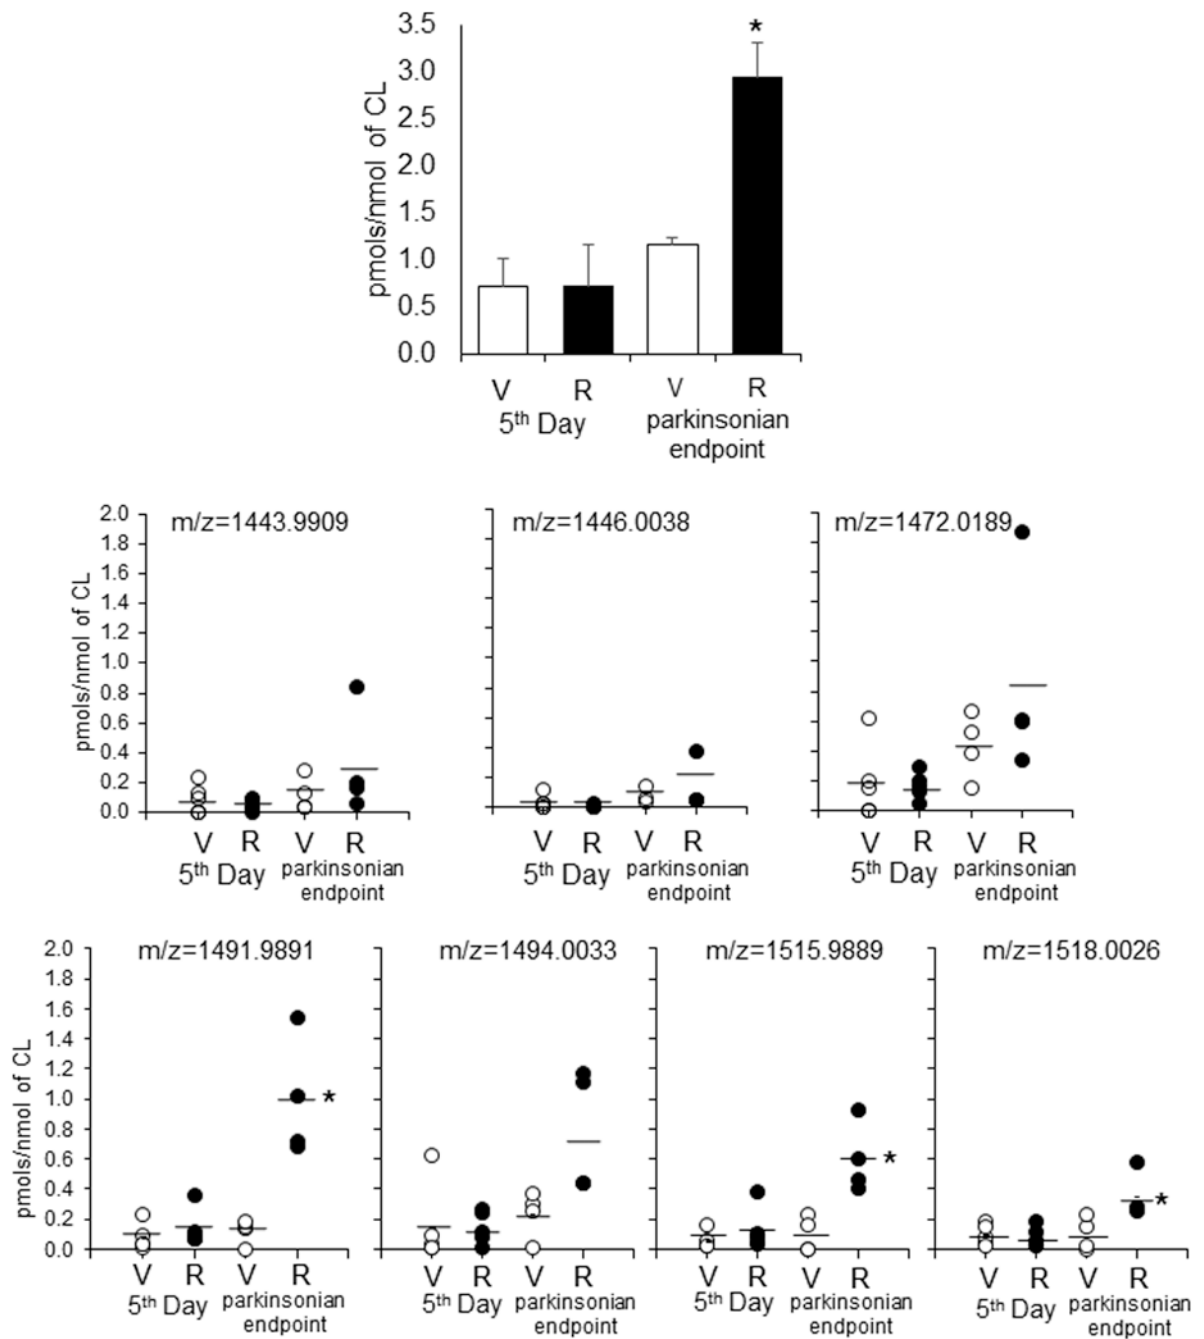 3.5
3.0
2.5
2.0
1.5
1.0
0.5
0.0
pmols/nmol of CL
*
V R V R
5th Day parkinsonian
endpoint
m/z=1443.9909 m/z=1446.0038 m/z=1472.0189
2.0
1.8
1.6
1.4
1.2
1.0
0.8
0.6
0.4
0.2
0.0
pmols/nmol of CL
V R V R V R V R V R V R
5th Day parkinsonian 5th Day parkinsonian 5th Day parkinsonian
endpoint endpoint endpoint
m/z=1491.9891 m/z=1494.0033 m/z=1515.9889 m/z=1518.0026
2.0
1.8
1.6
1.4
1.2
1.0
0.8
0.6
0.4
0.2
0.0
pmols/nmol of CL
* * *
V R V R V R V R V R V R V R V R
5th Day parkinsonian 5th Day parkinsonian 5th Day parkinsonian 5th Day parkinsonian
endpoint endpoint endpoint endpoint